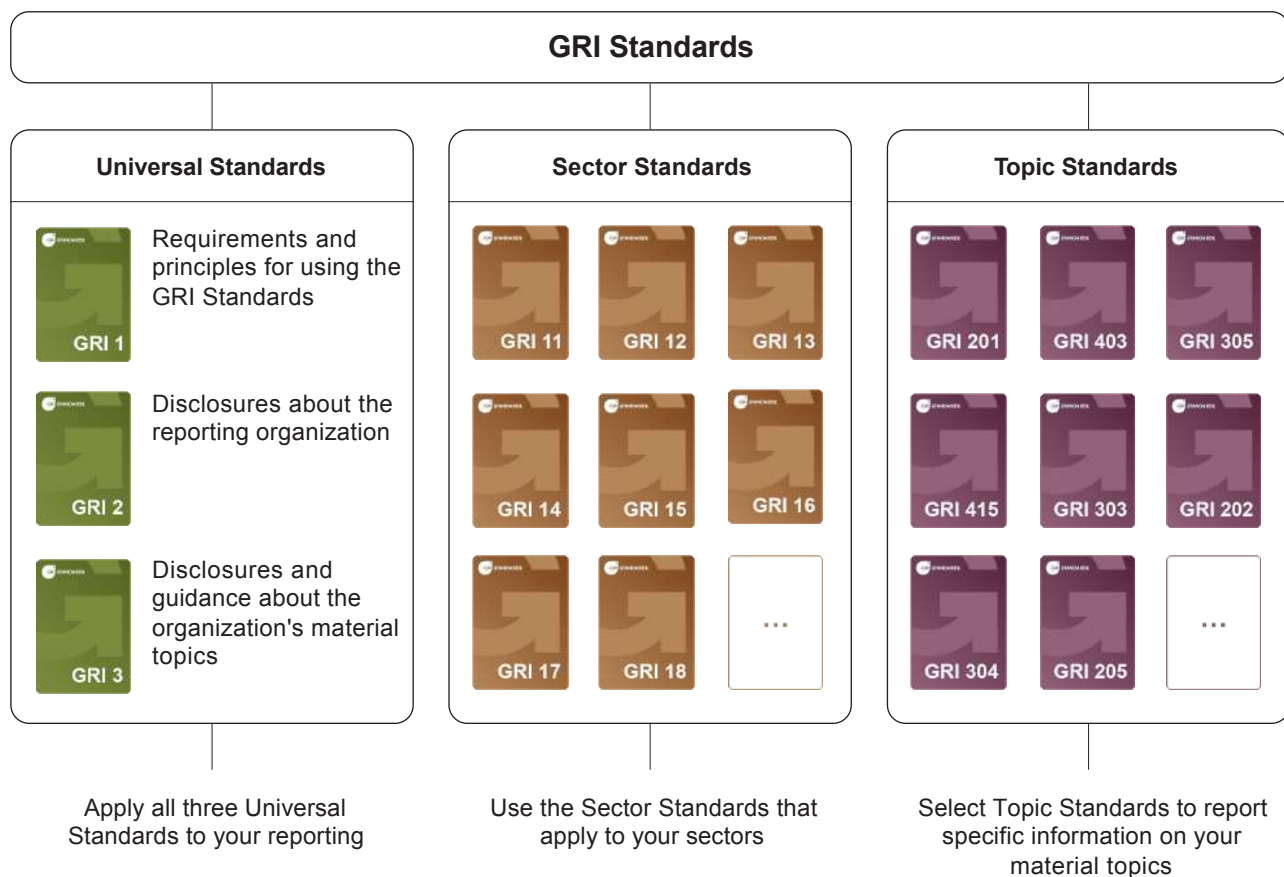 GRI Standards
Universal Standards
Requirements and
principles for using the
GRI Standards
GRI 1
Disclosures about the
reporting organization
GRI 2
Disclosures and
guidance about the
organization's material
topics
GRI 3
Apply all three Universal
Standards to your reporting
Sector Standards
GRI 11
GRI 12
GRI 13
GRI 14
GRI 15
GRI 16
GRI 17
GRI 18
...
Use the Sector Standards that
apply to your sectors
Topic Standards
GRI 201
GRI 403
GRI 305
GRI 415
GRI 303
GRI 202
GRI 304
GRI 205
...
Select Topic Standards to report
specific information on your
material topics